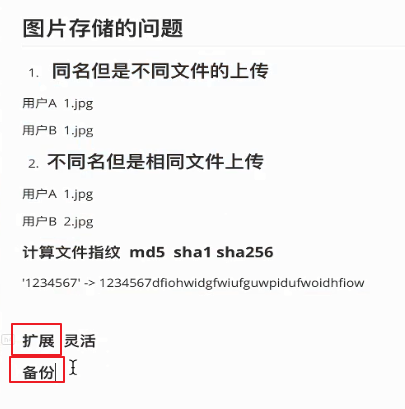 图片存储的问题
1. 同名但是不同文件的上传
用户A 1.jpg
用户B 1.jpg
2. 不同名但是相同文件上传
用户A 1.jpg
用户B 2.jpg
计算文件指纹 md5 sha1 sha256
'1234567' -> 1234567dfiohwidgfwiufguwpidufwoidhfiow
扩展 灵活
备份